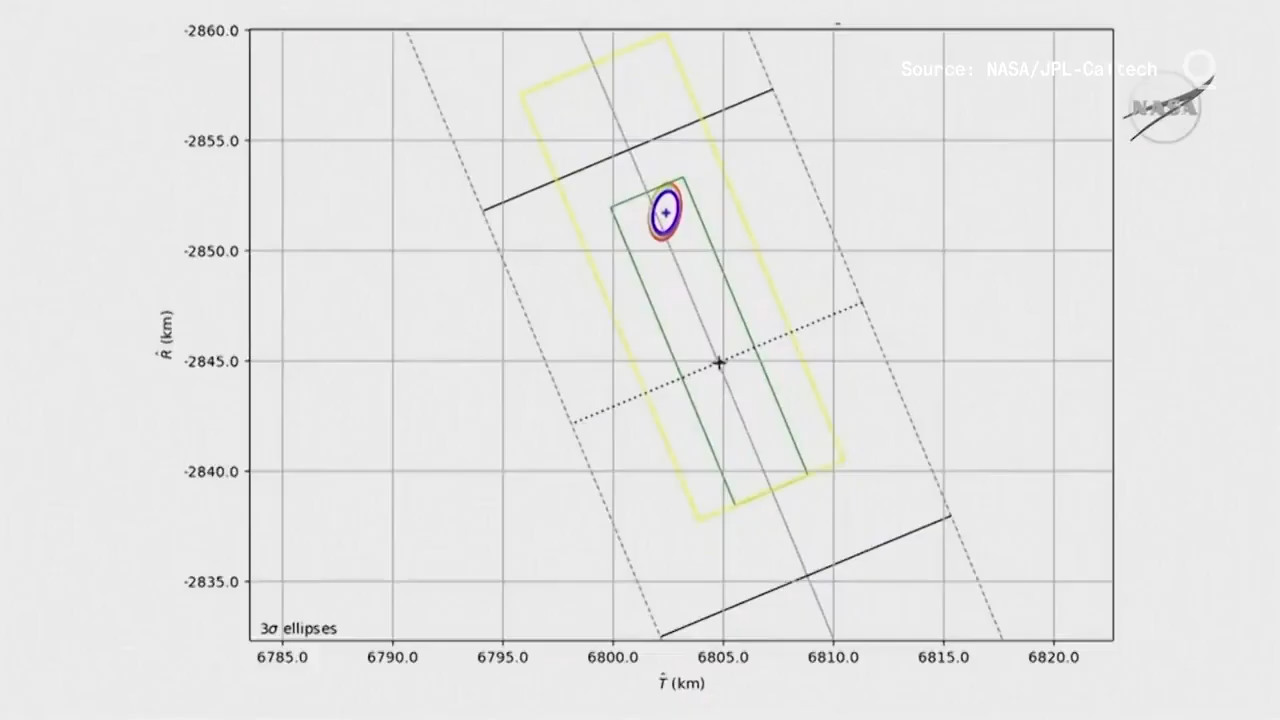 -2860.0
Source: NASA/JPL-Caltech
NASA
-2855.0
-2850.0
-2845.0
-2840.0
-2835.0
R̂ (km)
3σ ellipses
6785.0 6790.0 6795.0 6800.0 6805.0 6810.0 6815.0 6820.0
T̂ (km)